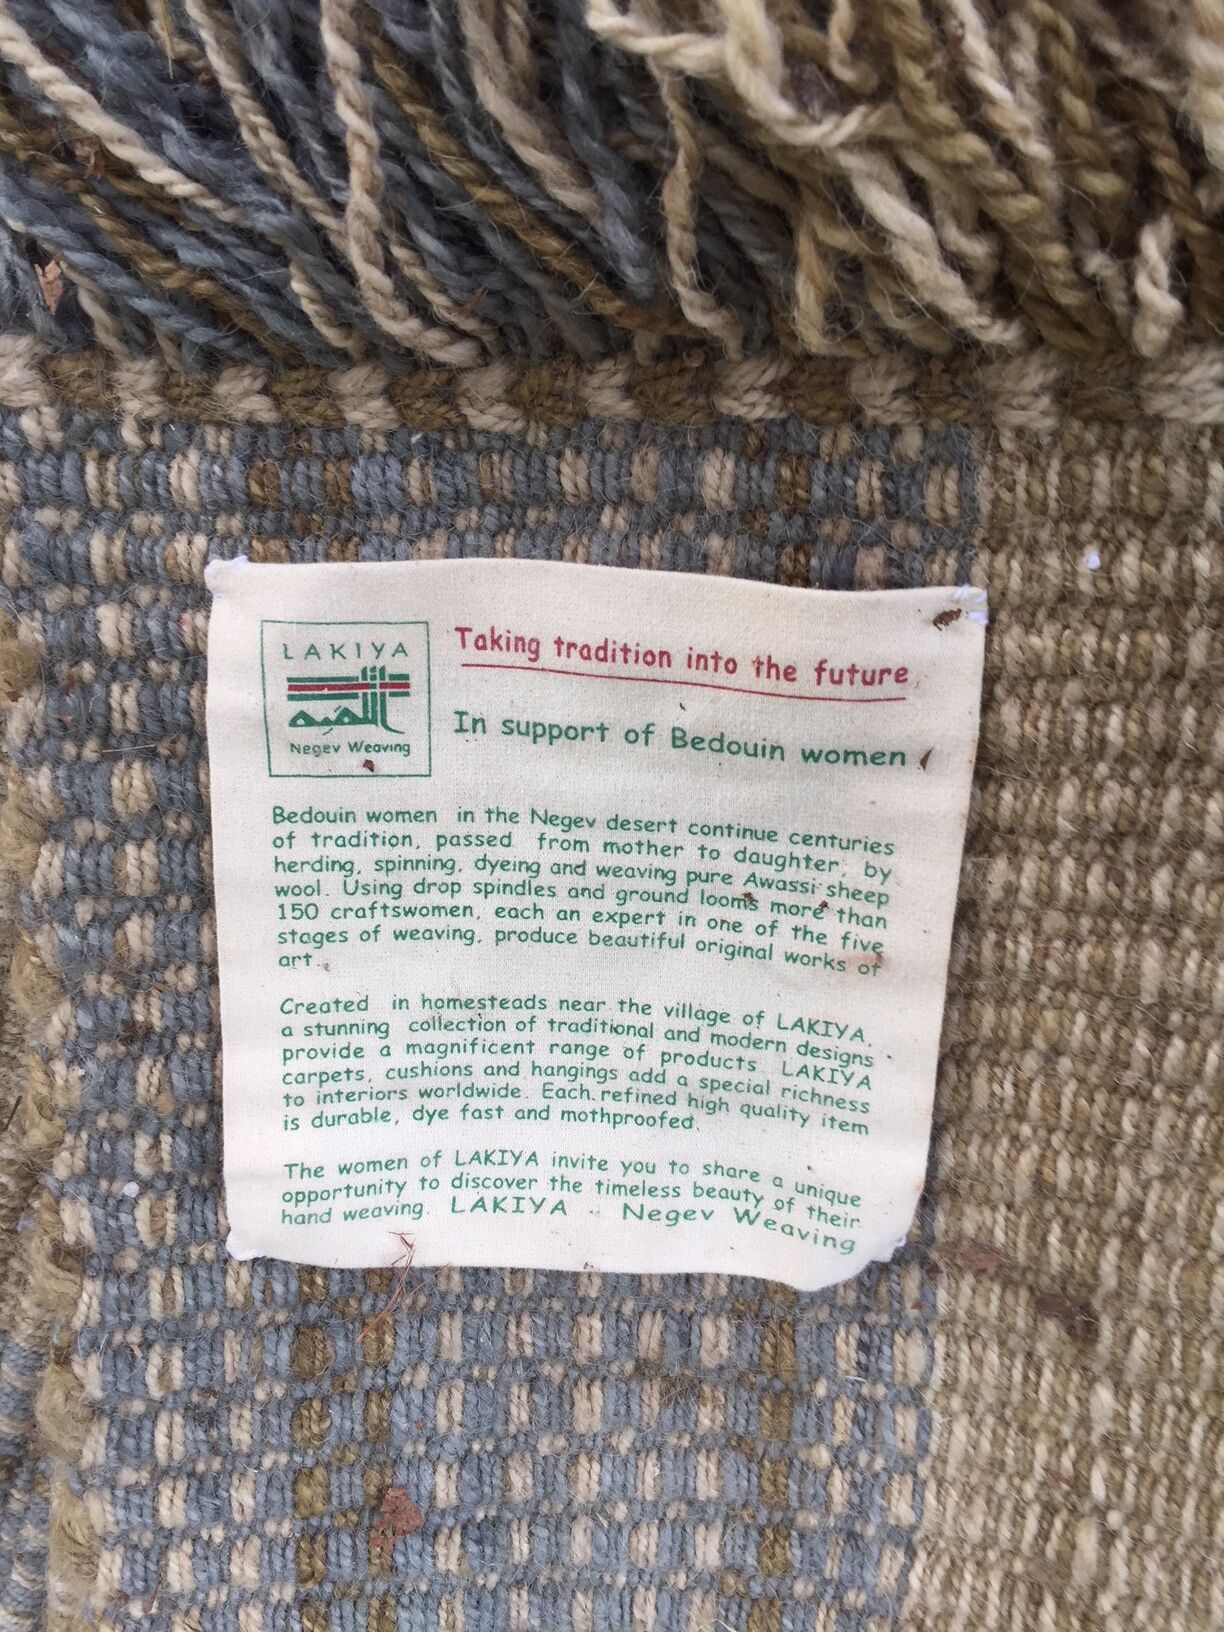 LAKIYA
اللقيه
Negev Weaving
Taking tradition into the future
In support of Bedouin women
Bedouin women in the Negev desert continue centuries
of tradition, passed from mother to daughter, by
herding, spinning, dyeing and weaving pure Awassi sheep
wool. Using drop spindles and ground looms more than
150 craftswomen, each an expert in one of the five
stages of weaving, produce beautiful original works of
art.
Created in homesteads near the village of LAKIYA,
a stunning collection of traditional and modern designs
provide a magnificent range of products. LAKIYA
carpets, cushions and hangings add a special richness
to interiors worldwide. Each refined high quality item
is durable, dye fast and mothproofed.
The women of LAKIYA invite you to share a unique
opportunity to discover the timeless beauty of their
hand weaving. LAKIYA - Negev Weaving